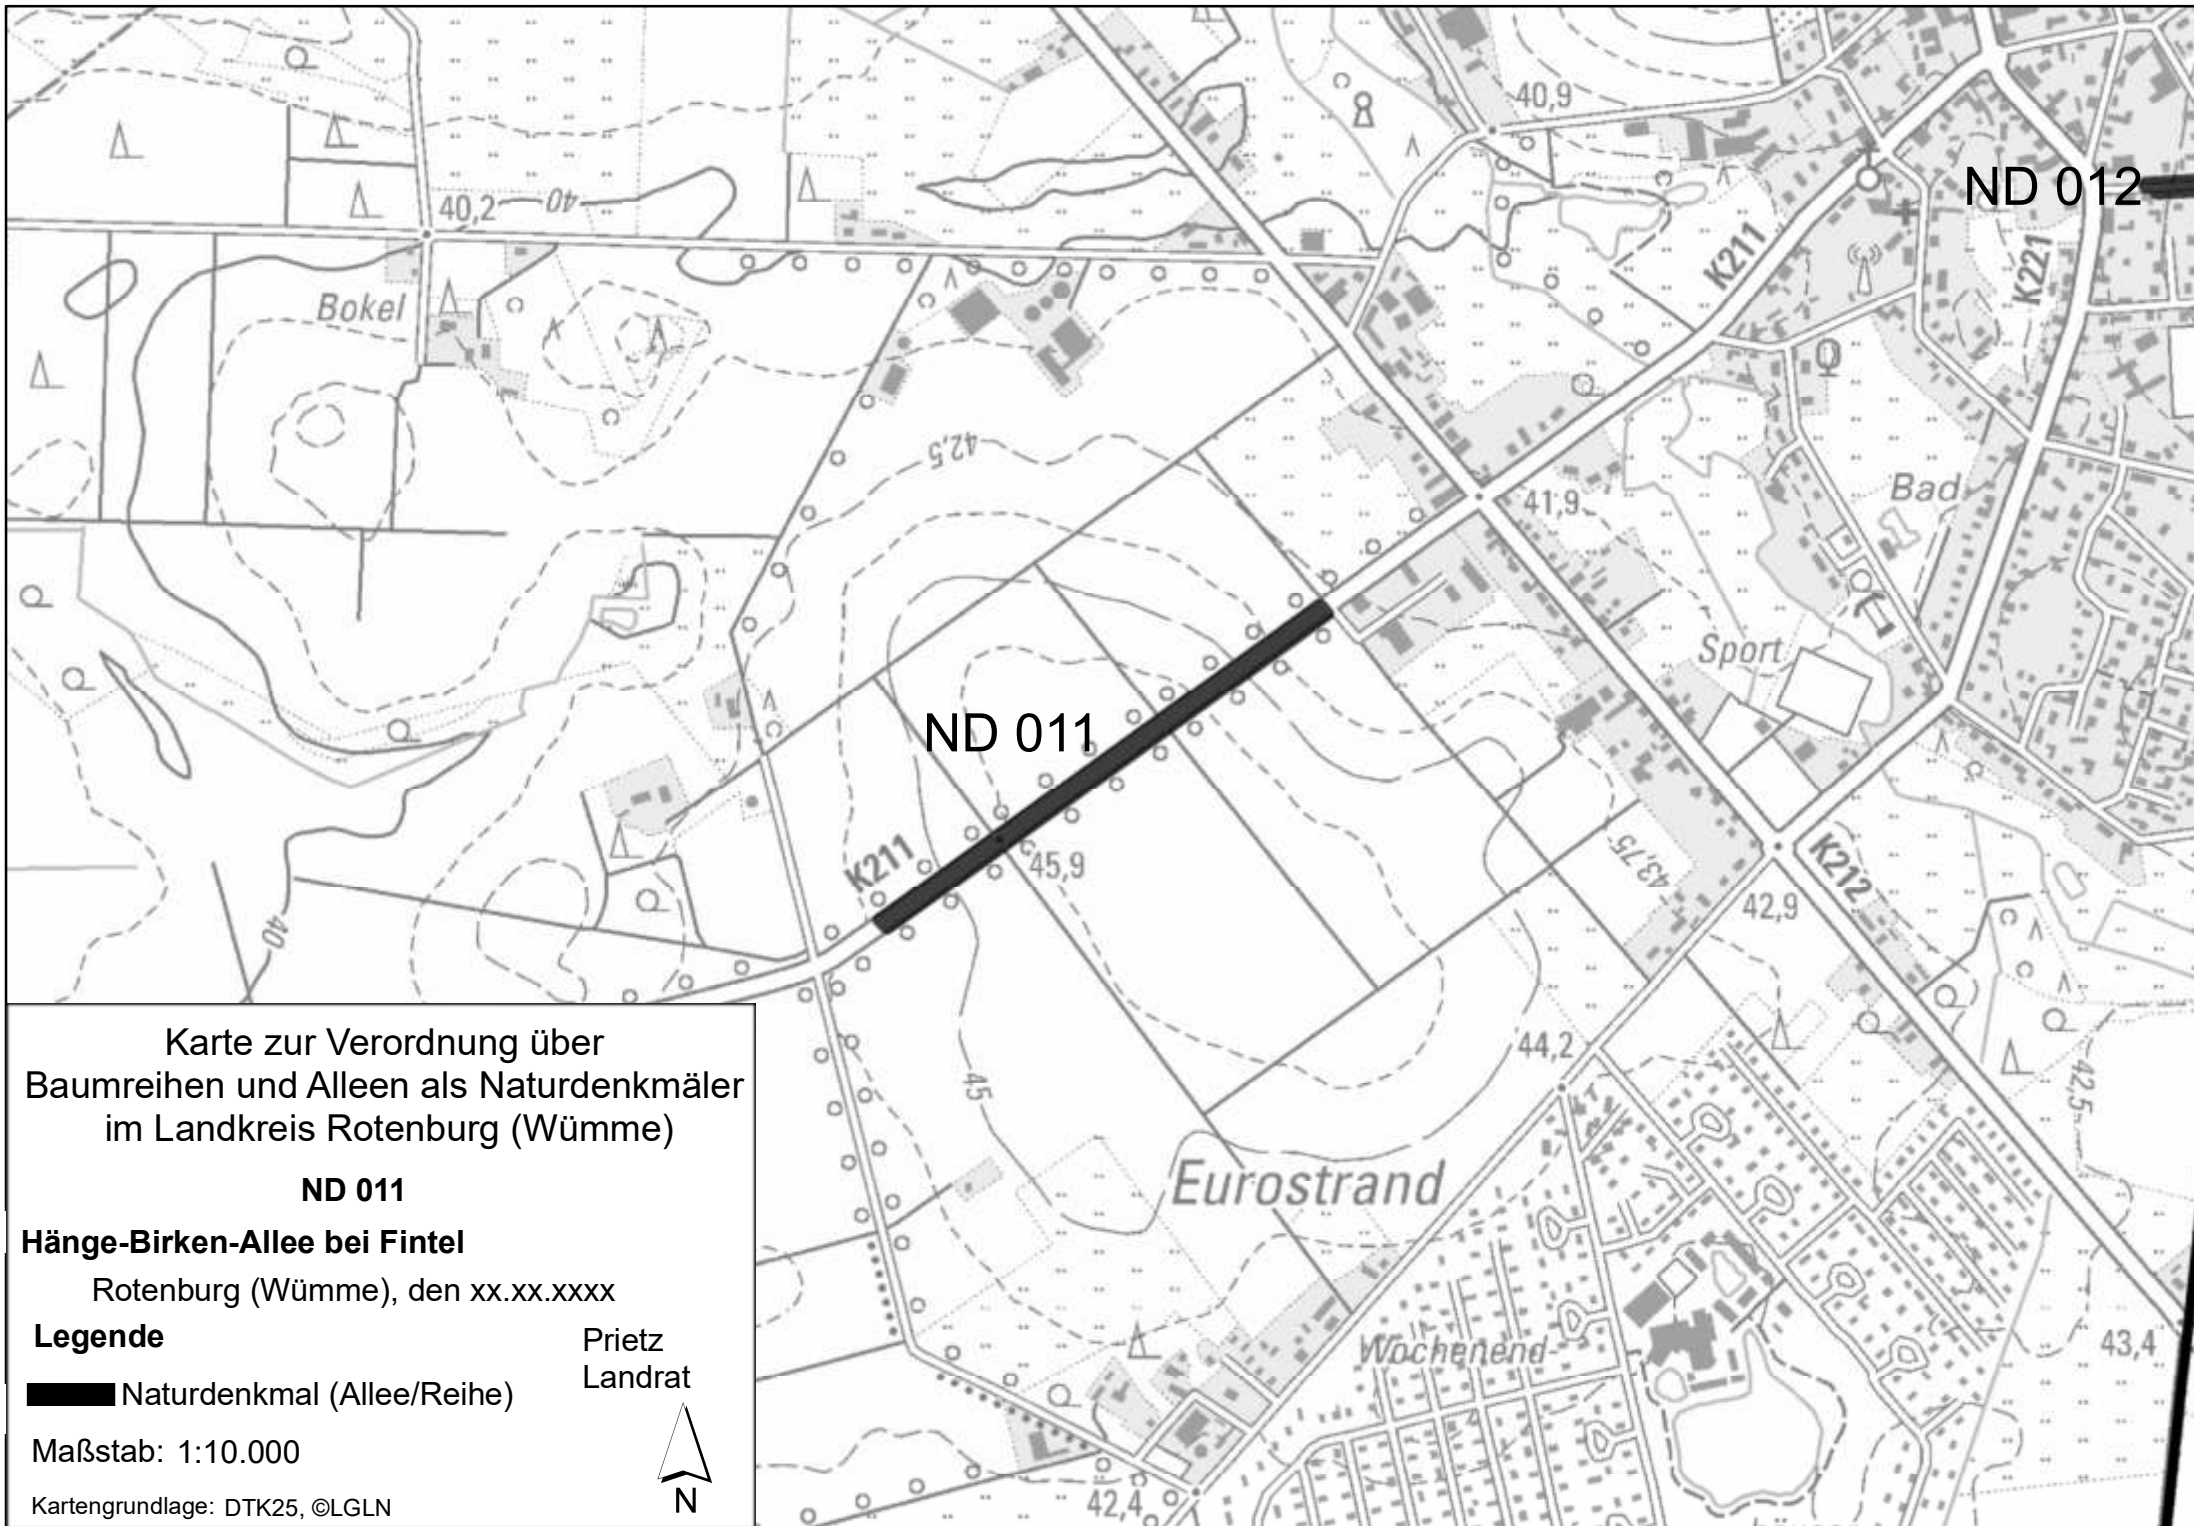 40,9
ND 012
40,2
40
K211
K221
Bokel
42,5
41,9
Bad
Sport
ND 011
K211
45,9
43,75
K212
42,9
40
44,2
45
42,5
Eurostrand
Wochenend-
43,4
42,4
Karte zur Verordnung über
Baumreihen und Alleen als Naturdenkmäler
im Landkreis Rotenburg (Wümme)
ND 011
Hänge-Birken-Allee bei Fintel
Rotenburg (Wümme), den xx.xx.xxxx
Legende
Prietz
Landrat
Naturdenkmal (Allee/Reihe)
Maßstab: 1:10.000
N
Kartengrundlage: DTK25, ©LGLN